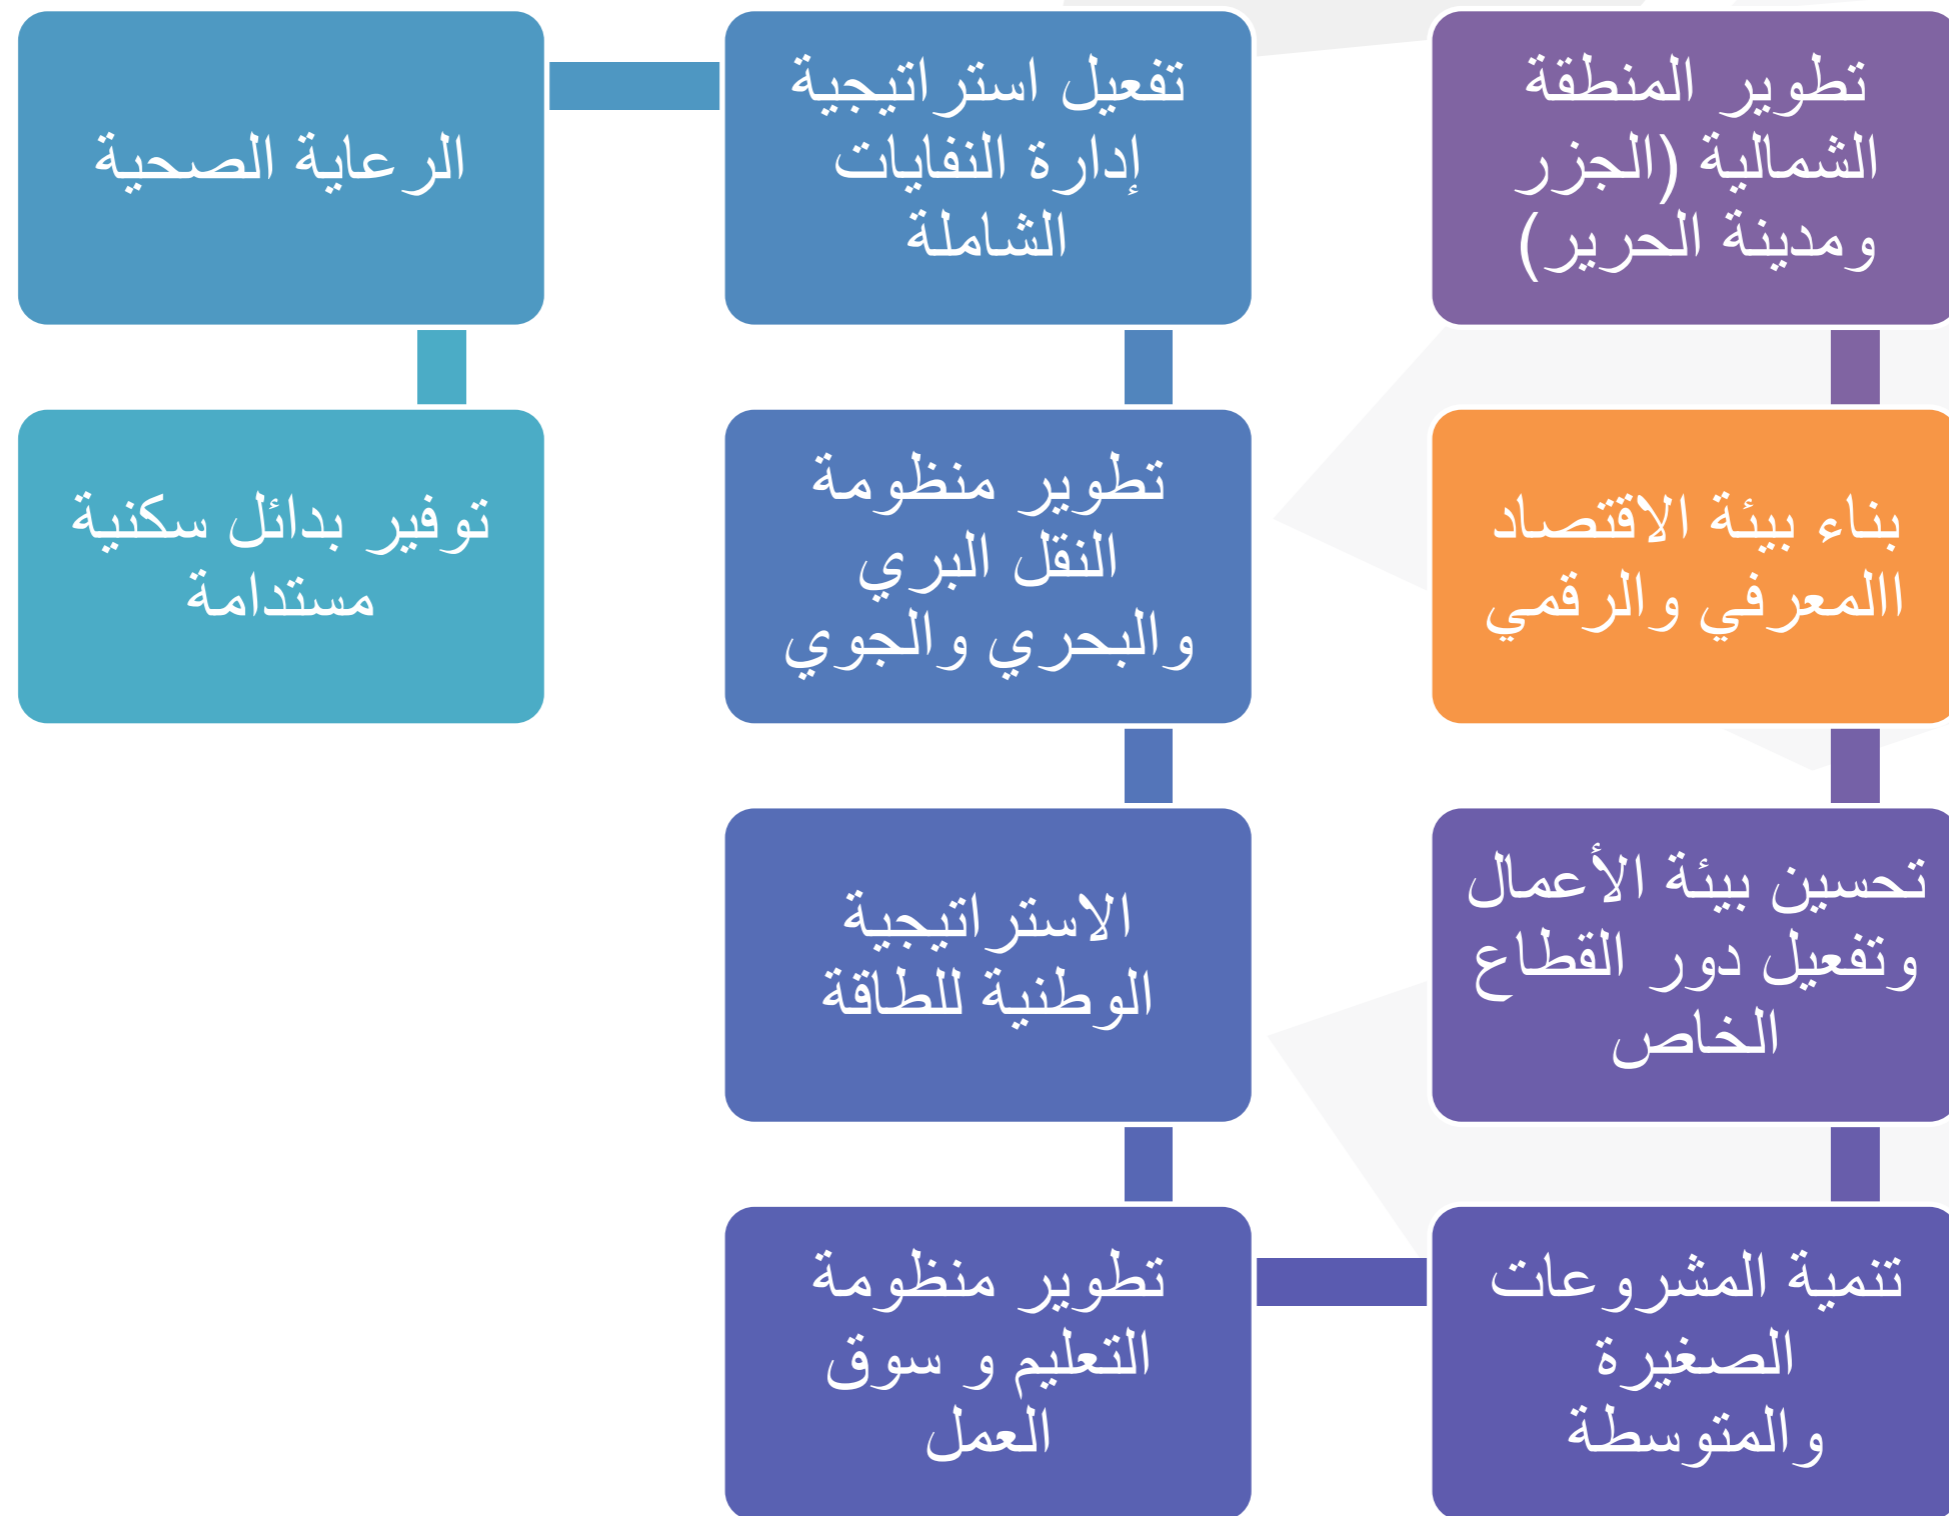 تطوير المنطقة
الشمالية (الجزر
ومدينة الحرير)
بناء بيئة الاقتصاد
االمعرفي والرقمي
تحسين بيئة الأعمال
وتفعيل دور القطاع
الخاص
تنمية المشروعات
الصغيرة
والمتوسطة
تطوير منظومة
التعليم و سوق
العمل
الاستراتيجية
الوطنية للطاقة
تطوير منظومة
النقل البري
والبحري والجوي
تفعيل استراتيجية
إدارة النفايات
الشاملة
الرعاية الصحية
توفير بدائل سكنية
مستدامة